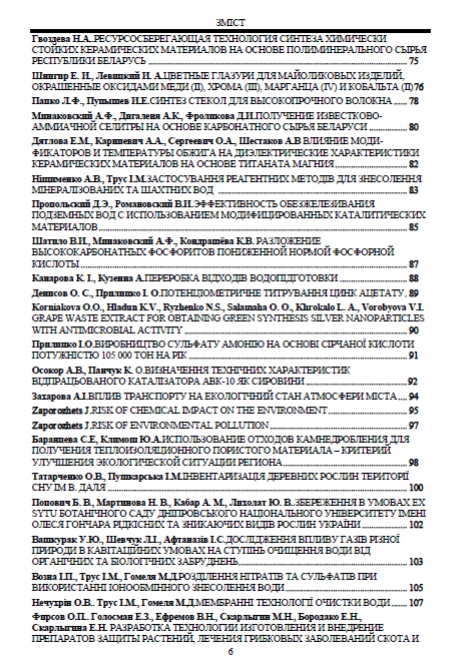 ЗМІСТ
Гвоздева Н.А..РЕСУРСОСБЕРЕГАЮЩАЯ ТЕХНОЛОГИЯ СИНТЕЗА ХИМИЧЕСКИ
СТОЙКИХ КЕРАМИЧЕСКИХ МАТЕРИАЛОВ НА ОСНОВЕ ПОЛИМИНЕРАЛЬНОГО СЫРЬЯ
РЕСПУБЛИКИ БЕЛАРУСЬ ..... 75
Шингир Е. И., Левицкий И. А.ЦВЕТНЫЕ ГЛАЗУРИ ДЛЯ МАЙОЛИКОВЫХ ИЗДЕЛИЙ,
ОКРАШЕННЫЕ ОКСИДАМИ МЕДИ (II), ХРОМА (III), МАРГАНЦА (IV) И КОБАЛЬТА (II)76
Папко Л.Ф., Пупышев И.Е.СИНТЕЗ СТЕКОЛ ДЛЯ ВЫСОКОПРОЧНОГО ВОЛОКНА ..... 78
Минаковский А.Ф., Дигаленя А.К., Фроликова Д.И.ПОЛУЧЕНИЕ ИЗВЕСТКОВО-
АММИАЧНОЙ СЕЛИТРЫ НА ОСНОВЕ КАРБОНАТНОГО СЫРЬЯ БЕЛАРУСИ ..... 80
Дятлова Е.М., Кариневич А.А., Сергеевич О.А., Шестаков А.В ВЛИЯНИЕ МОДИ-
ФИКАТОРОВ И ТЕМПЕРАТУРЫ ОБЖИГА НА ДИЭЛЕКТРИЧЕСКИЕ ХАРАКТЕРИСТИКИ
КЕРАМИЧЕСКИХ МАТЕРИАЛОВ НА ОСНОВЕ ТИТАНАТА МАГНИЯ ..... 82
Нішименко А.В., Трус І.М.ЗАСТОСУВАННЯ РЕАГЕНТНИХ МЕТОДІВ ДЛЯ ЗНЕСОЛЕННЯ
МІНЕРАЛІЗОВАНИХ ТА ШАХТНИХ ВОД ..... 83
Пропольский Д.Э., Романовский В.И.ЭФФЕКТИВНОСТЬ ОБЕЗЖЕЛЕЗИВАНИЯ
ПОДЗЕМНЫХ ВОД С ИСПОЛЬЗОВАНИЕМ МОДИФИЦИРОВАННЫХ КАТАЛИТИЧЕСКИХ
МАТЕРИАЛОВ ..... 85
Шатило В.И., Минаковский А.Ф., Кондрашёва К.В. РАЗЛОЖЕНИЕ
ВЫСОКОКАРБОНАТНЫХ ФОСФОРИТОВ ПОНИЖЕННОЙ НОРМОЙ ФОСФОРНОЙ
КИСЛОТЫ ..... 87
Канарова К. І., Кузенна А.ПЕРЕРОБКА ВІДХОДІВ ВОДОПІДГОТОВКИ ..... 88
Денисов О. С., Прилипко І. О.ПОТЕНЦІОМЕТРИЧНЕ ТИТРУВАННЯ ЦИНК АЦЕТАТУ. 89
Korniakova O.O., Hladun K.V., Ryzhenko N.S., Salamaha O. O., Khrokalo L. A., Vorobyova V.I.
GRAPE WASTE EXTRACT FOR OBTAINING GREEN SYNTHESIS SILVER NANOPARTICLES
WITH ANTIMICROBIAL ACTIVITY ..... 90
Прилипко І.О.ВИРОБНИЦТВО СУЛЬФАТУ АМОНІЮ НА ОСНОВІ СІРЧАНОЇ КИСЛОТИ
ПОТУЖНІСТЮ 105 000 ТОН НА РІК ..... 91
Осокор А.В., Панчук К. О.ВИЗНАЧЕННЯ ТЕХНІЧНИХ ХАРАКТЕРИСТИК
ВІДПРАЦЬОВАНОГО КАТАЛІЗАТОРА АВК-10 ЯК СИРОВИНИ ..... 92
Захарова А.І.ВПЛИВ ТРАНСПОРТУ НА ЕКОЛОГІЧНИЙ СТАН АТМОСФЕРИ МІСТА ..... 94
Zaporozhets J.RISK OF CHEMICAL IMPACT ON THE ENVIRONMENT ..... 95
Zaporozhets J.RISK OF ENVIRONMENTAL POLLUTION ..... 97
Баранцева С.Е, Климош Ю.А.ИСПОЛЬЗОВАНИЕ ОТХОДОВ КАМНЕДРОБЛЕНИЯ ДЛЯ
ПОЛУЧЕНИЯ ТЕПЛОИЗОЛЯЦИОННОГО ПОРИСТОГО МАТЕРИАЛА – КРИТЕРИЙ
УЛУЧШЕНИЯ ЭКОЛОГИЧЕСКОЙ СИТУАЦИИ РЕГИОНА ..... 98
Татарченко О.В., Пушкарська І.М.ІНВЕНТАРИЗАЦІЯ ДЕРЕВНИХ РОСЛИН ТЕРИТОРІЇ
СНУ ІМ В. ДАЛЯ ..... 100
Попович Б. В., Мартинова Н. В., Кабар А. М., Лихолат Ю. В. ЗБЕРЕЖЕННЯ В УМОВАХ EX
SYTU БОТАНІЧНОГО САДУ ДНІПРОВСЬКОГО НАЦІОНАЛЬНОГО УНІВЕРСИТЕТУ ІМЕНІ
ОЛЕСЯ ГОНЧАРА РІДКІСНИХ ТА ЗНИКАЮЧИХ ВИДІВ РОСЛИН УКРАЇНИ ..... 102
Вашкурак У.Ю., Шевчук Л.І., Афтаназів І.С.ДОСЛІДЖЕННЯ ВПЛИВУ ГАЗІВ РІЗНОЇ
ПРИРОДИ В КАВІТАЦІЙНИХ УМОВАХ НА СТУПІНЬ ОЧИЩЕННЯ ВОДИ ВІД
ОРГАНІЧНИХ ТА БІОЛОГІЧНИХ ЗАБРУДНЕНЬ ..... 103
Возна І.П., Трус І.М., Гомеля М.Д.РОЗДІЛЕННЯ НІТРАТІВ ТА СУЛЬФАТІВ ПРИ
ВИКОРИСТАННІ ІОНООБМІННОГО ЗНЕСОЛЕННЯ ВОДИ ..... 105
Нечухрін О.В.. Трус І.М., Гомеля М.Д.МЕМБРАННІ ТЕХНОЛОГІЇ ОЧИСТКИ ВОДИ ..... 107
Фирсов О.П.. Голосман Е.З., Ефремов В.Н., Скарлыгин М.Н., Бородако Е.Н.,
Скарлыгина Е.Н. РАЗРАБОТКА ТЕХНОЛОГИИ ИЗГОТОВЛЕНИЯ И ВНЕДРЕНИЕ
ПРЕПАРАТОВ ЗАЩИТЫ РАСТЕНИЙ, ЛЕЧЕНИЯ ГРИБКОВЫХ ЗАБОЛЕВАНИЙ СКОТА И
6